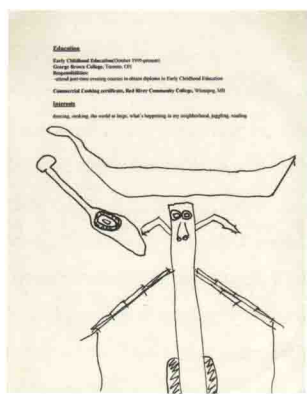 Education
Early Childhood Education(October 1999-present)
George Brown College, Toronto, ON
Responsibilities:
-attend part-time evening courses to obtain diploma in Early Childhood Education
Commercial Cooking certificate, Red River Community College, Winnipeg, MB
Interests
dancing, cooking, the world at large, what's happening in my neighborhood, juggling, reading